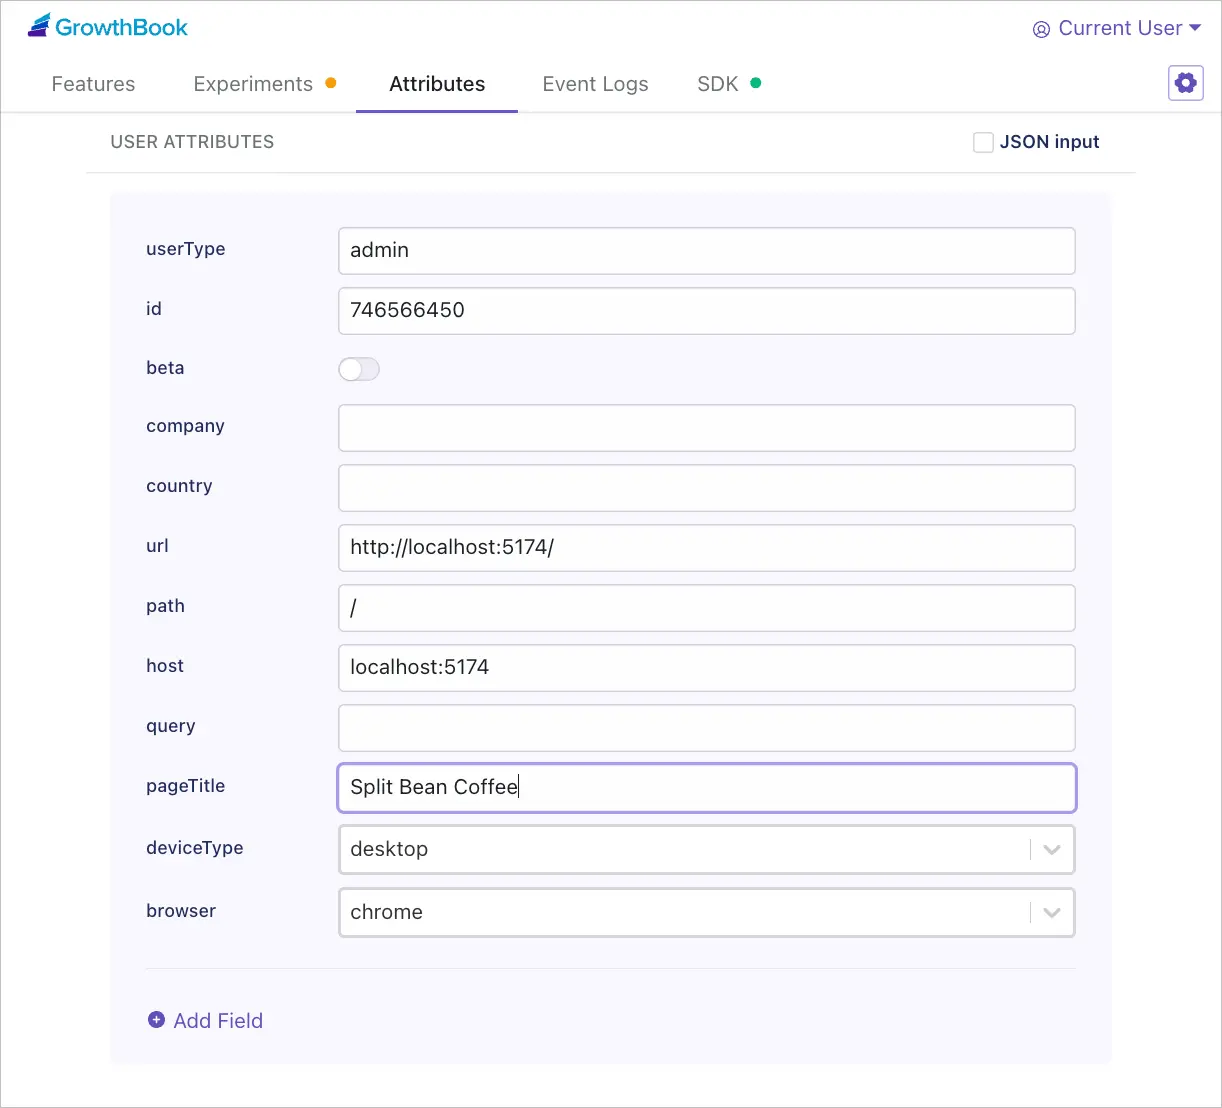 GrowthBook
Current User
Features Experiments Attributes Event Logs SDK
USER ATTRIBUTES
JSON input
userType admin
id 746566450
beta
company
country
url http://localhost:5174/
path /
host localhost:5174
query
pageTitle Split Bean Coffee
deviceType desktop
browser chrome
Add Field